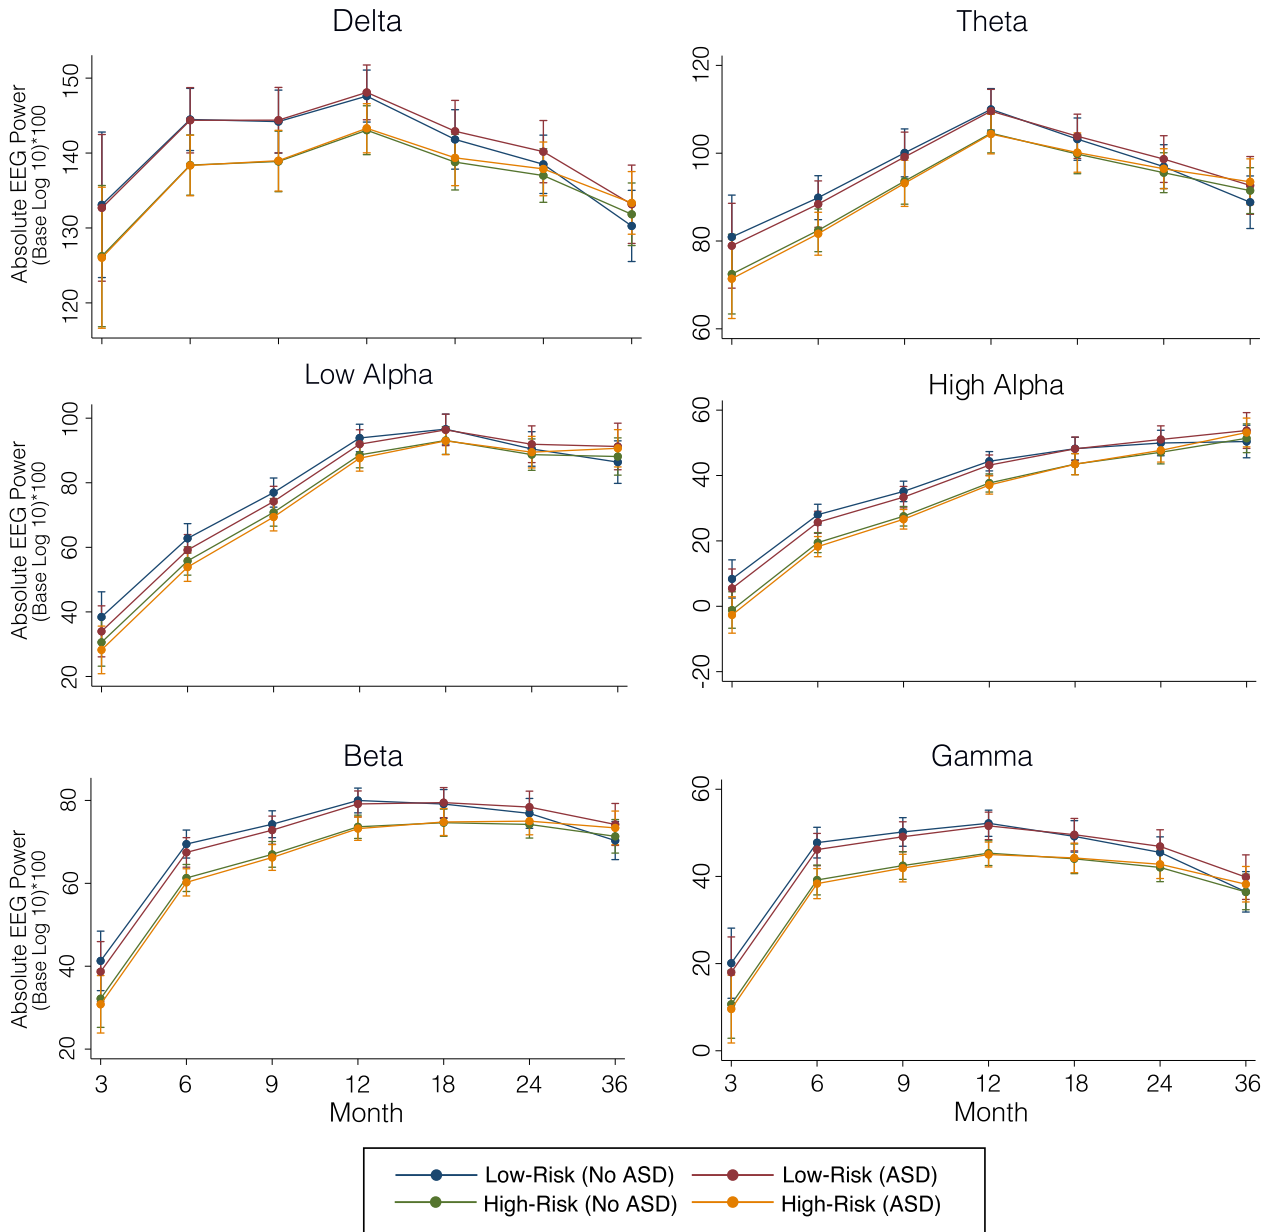 Delta
Theta
Absolute EEG Power
(Base Log 10)*100
150
140
130
120
120
100
80
60
Low Alpha
High Alpha
Absolute EEG Power
(Base Log 10)*100
100
80
60
40
20
60
40
20
0
-20
Beta
Gamma
Absolute EEG Power
(Base Log 10)*100
80
60
40
20
60
40
20
0
3 6 9 12 18 24 36
3 6 9 12 18 24 36
Month
Month
Low-Risk (No ASD) Low-Risk (ASD)
High-Risk (No ASD) High-Risk (ASD)